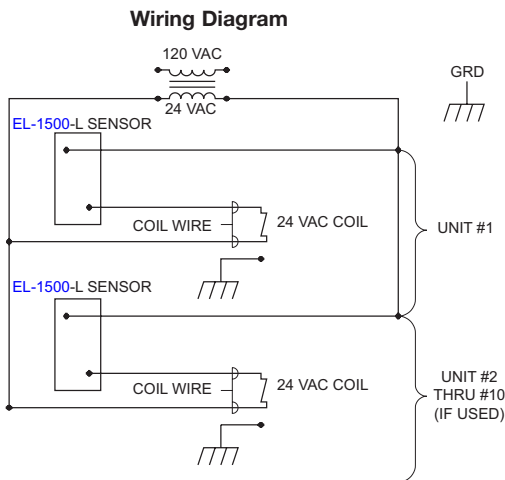 Wiring Diagram
120 VAC
24 VAC
GRD
EL-1500-L SENSOR
COIL WIRE
24 VAC COIL
UNIT #1
EL-1500-L SENSOR
COIL WIRE
24 VAC COIL
UNIT #2
THRU #10
(IF USED)